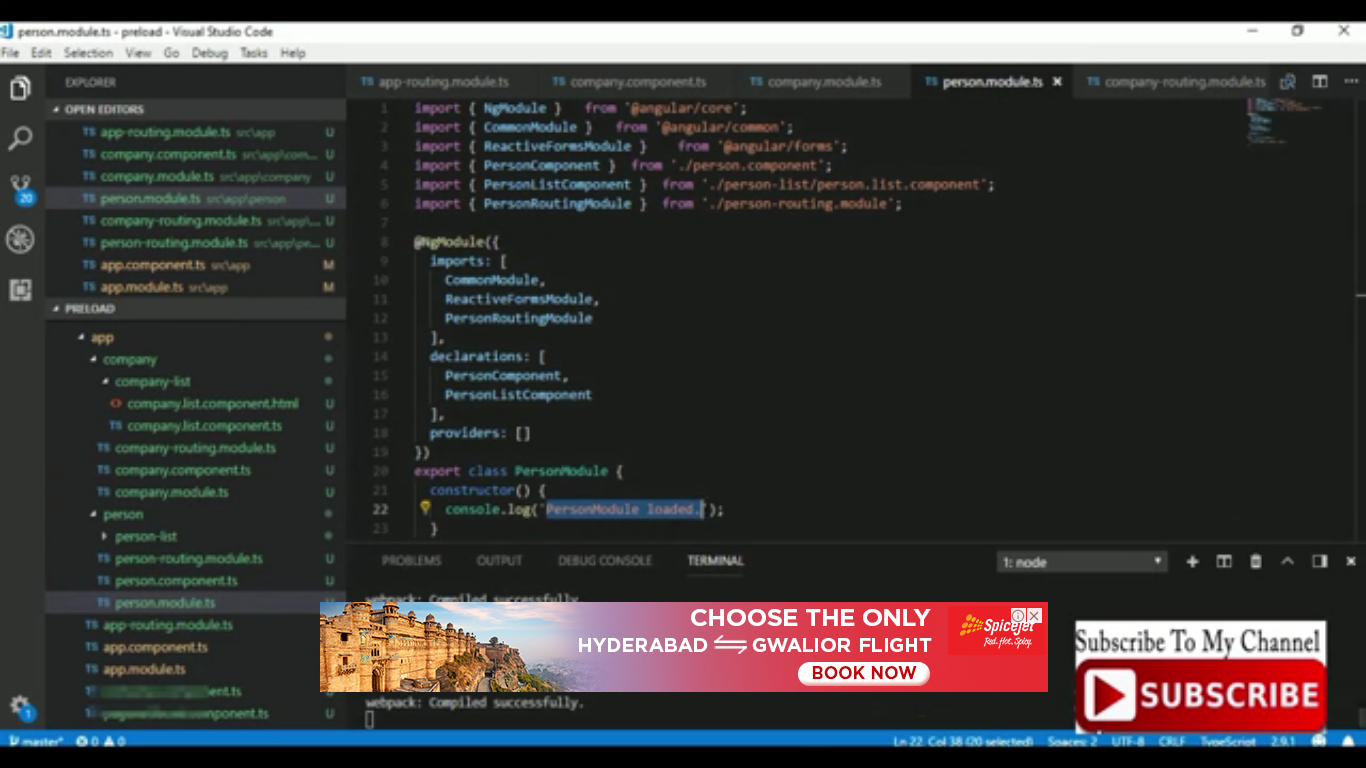 person.module.ts - preload - Visual Studio Code
File Edit Selection View Go Debug Tasks Help
EXPLORER
OPEN EDITORS
TS app-routing.module.ts src\app U
TS company.component.ts src\app\com... U
TS company.module.ts src\app\company U
TS person.module.ts src\app\person U
TS company-routing.module.ts src\app\... U
TS person-routing.module.ts src\app\pe... U
TS app.component.ts src\app M
TS app.module.ts src\app M
PRELOAD
app
company
company-list
<> company.list.component.html U
TS company.list.component.ts U
TS company-routing.module.ts U
TS company.component.ts U
TS company.module.ts U
person
person-list
TS person-routing.module.ts U
TS person.component.ts U
TS person.module.ts U
TS app-routing.module.ts U
TS app.component.ts M
TS app.module.ts M
ent.ts U
mponent.ts U
20
1
TS app-routing.module.ts TS company.component.ts TS company.module.ts TS person.module.ts × TS company-routing.module.ts ...
1 import { NgModule } from '@angular/core';
2 import { CommonModule } from '@angular/common';
3 import { ReactiveFormsModule } from '@angular/forms';
4 import { PersonComponent } from './person.component';
5 import { PersonListComponent } from './person-list/person.list.component';
6 import { PersonRoutingModule } from './person-routing.module';
7
8 @NgModule({
9 imports: [
10 CommonModule,
11 ReactiveFormsModule,
12 PersonRoutingModule
13 ],
14 declarations: [
15 PersonComponent,
16 PersonListComponent
17 ],
18 providers: []
19 })
20 export class PersonModule {
21 constructor() {
22 console.log('PersonModule loaded.');
23 }
PROBLEMS OUTPUT DEBUG CONSOLE TERMINAL 1: node
webpack: Compiled successfully.
CHOOSE THE ONLY
HYDERABAD ⇋ GWALIOR FLIGHT
BOOK NOW
SpiceJet
Red. Hot. Spicy.
webpack: Compiled successfully.
Subscribe To My Channel
SUBSCRIBE
master* 0 0 Ln 22, Col 38 (20 selected) Spaces: 2 UTF-8 CRLF TypeScript 2.9.1